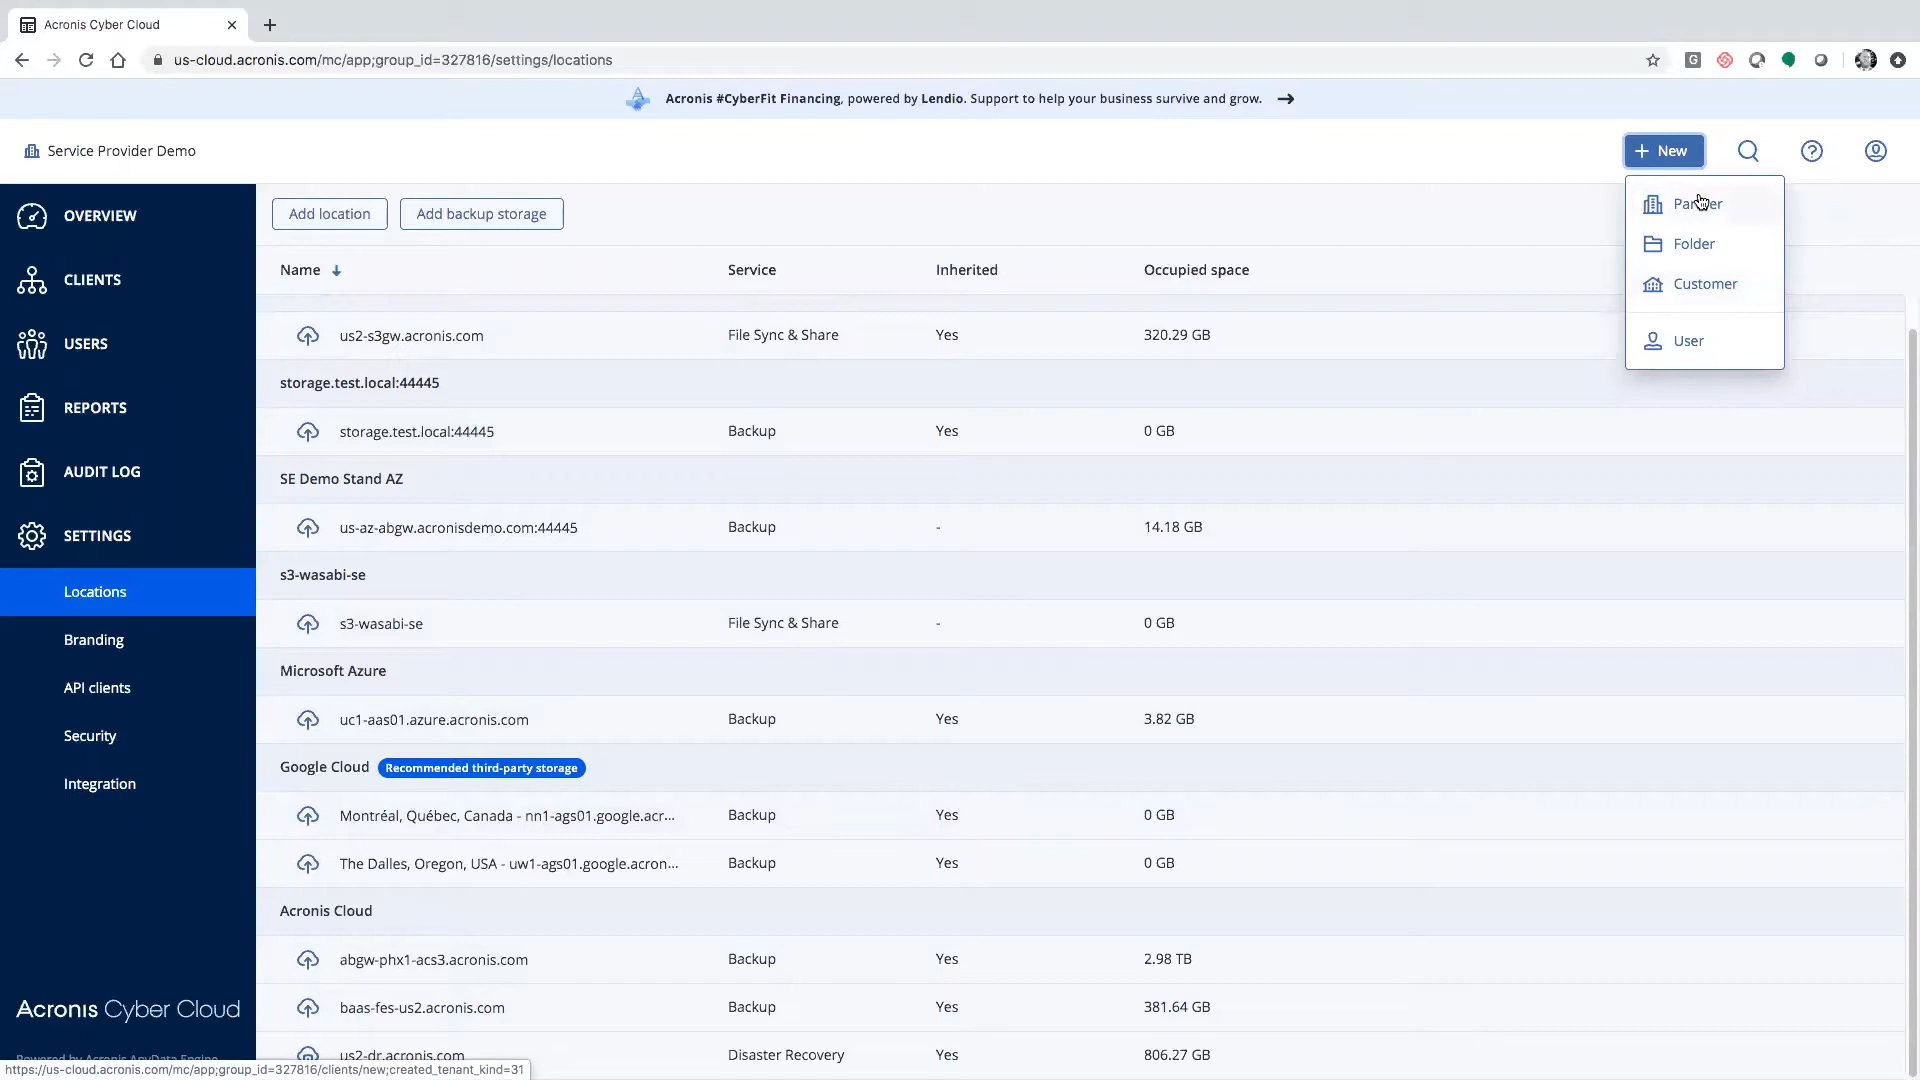 Acronis Cyber Cloud
us-cloud.acronis.com/mc/app;group_id=327816/settings/locations
Acronis #CyberFit Financing, powered by Lendio. Support to help your business survive and grow.
Service Provider Demo
New
Partner
Folder
Customer
User
OVERVIEW
CLIENTS
USERS
REPORTS
AUDIT LOG
SETTINGS
Locations
Branding
API clients
Security
Integration
Acronis Cyber Cloud
Powered by Acronis AnyData Engine
Add location Add backup storage
Name Service Inherited Occupied space
us2-s3gw.acronis.com File Sync & Share Yes 320.29 GB
storage.test.local:44445
storage.test.local:44445 Backup Yes 0 GB
SE Demo Stand AZ
us-az-abgw.acronisdemo.com:44445 Backup - 14.18 GB
s3-wasabi-se
s3-wasabi-se File Sync & Share - 0 GB
Microsoft Azure
uc1-aas01.azure.acronis.com Backup Yes 3.82 GB
Google Cloud Recommended third-party storage
Montréal, Québec, Canada - nn1-ags01.google.acr... Backup Yes 0 GB
The Dalles, Oregon, USA - uw1-ags01.google.acron... Backup Yes 0 GB
Acronis Cloud
abgw-phx1-acs3.acronis.com Backup Yes 2.98 TB
baas-fes-us2.acronis.com Backup Yes 381.64 GB
us2-dr.acronis.com Disaster Recovery Yes 806.27 GB
https://us-cloud.acronis.com/mc/app;group_id=327816/clients/new;created_tenant_kind=31